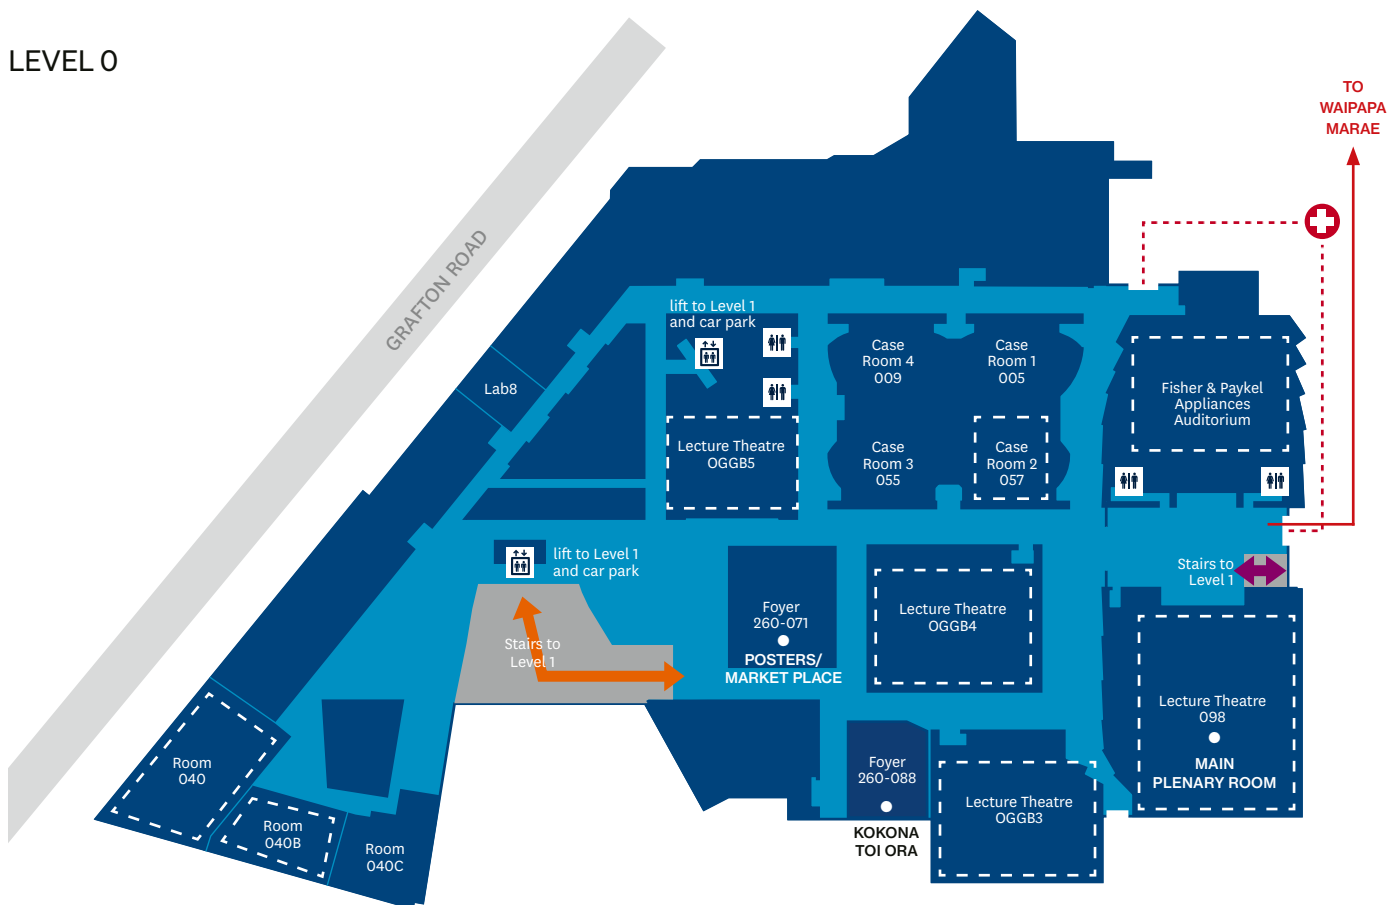 LEVEL 0
TO
WAIPAPA
MARAE
GRAFTON ROAD
lift to Level 1
and car park
Case
Room 4
009
Case
Room 1
005
Lab8
Fisher & Paykel
Appliances
Auditorium
Lecture Theatre
OGGB5
Case
Room 3
055
Case
Room 2
057
lift to Level 1
and car park
Stairs to
Level 1
Foyer
260-071
POSTERS/
MARKET PLACE
Lecture Theatre
OGGB4
Stairs to
Level 1
Lecture Theatre
098
MAIN
PLENARY ROOM
Room
040
Foyer
260-088
KOKONA
TOI ORA
Lecture Theatre
OGGB3
Room
040B
Room
040C